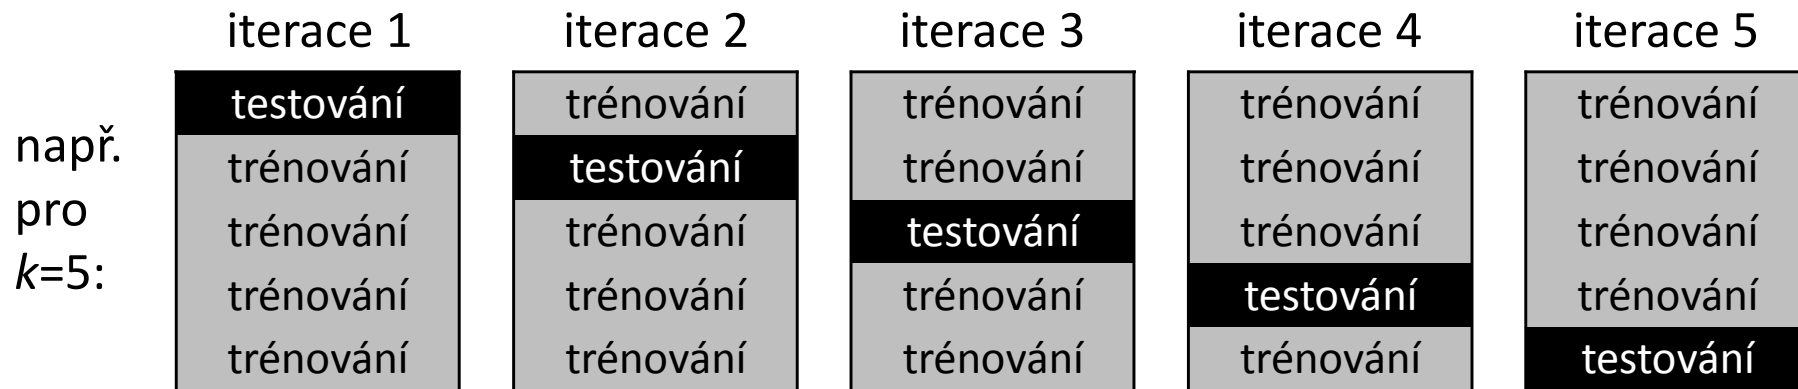 iterace 1 iterace 2 iterace 3 iterace 4 iterace 5
např.
pro
k=5:
testování trénování trénování trénování trénování
trénování testování trénování trénování trénování
trénování trénování testování trénování trénování
trénování trénování trénování testování trénování
trénování trénování trénování trénování testování